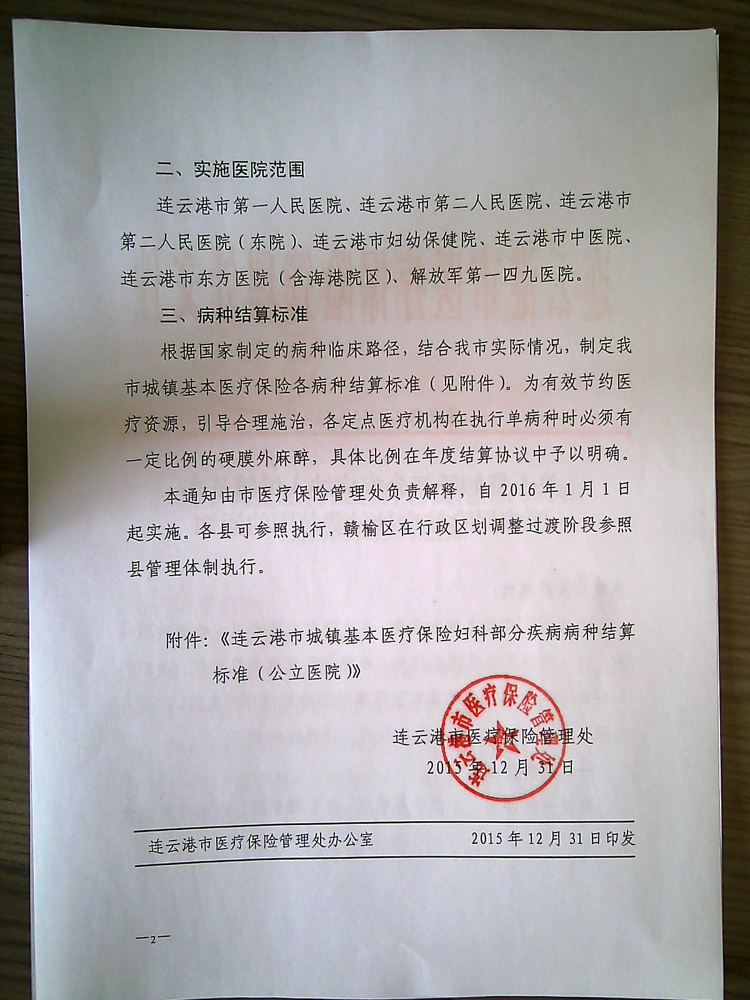 二、实施医院范围
连云港市第一人民医院、连云港市第二人民医院、连云港市
第二人民医院（东院）、连云港市妇幼保健院、连云港市中医院、
连云港市东方医院（含海港院区）、解放军第一四九医院。
三、病种结算标准
根据国家制定的病种临床路径，结合我市实际情况，制定我
市城镇基本医疗保险各病种结算标准（见附件）。为有效节约医
疗资源，引导合理施治，各定点医疗机构在执行单病种时必须有
一定比例的硬膜外麻醉，具体比例在年度结算协议中予以明确。
本通知由市医疗保险管理处负责解释，自 2016 年 1 月 1 日
起实施。各县可参照执行，赣榆区在行政区划调整过渡阶段参照
县管理体制执行。
附件：《连云港市城镇基本医疗保险妇科部分疾病病种结算
标准（公立医院）》
连云港市医疗保险管理处
连云港市医疗保险管理处
2015 年 12 月 31 日
连云港市医疗保险管理处办公室 2015 年 12 月 31 日印发
—2—